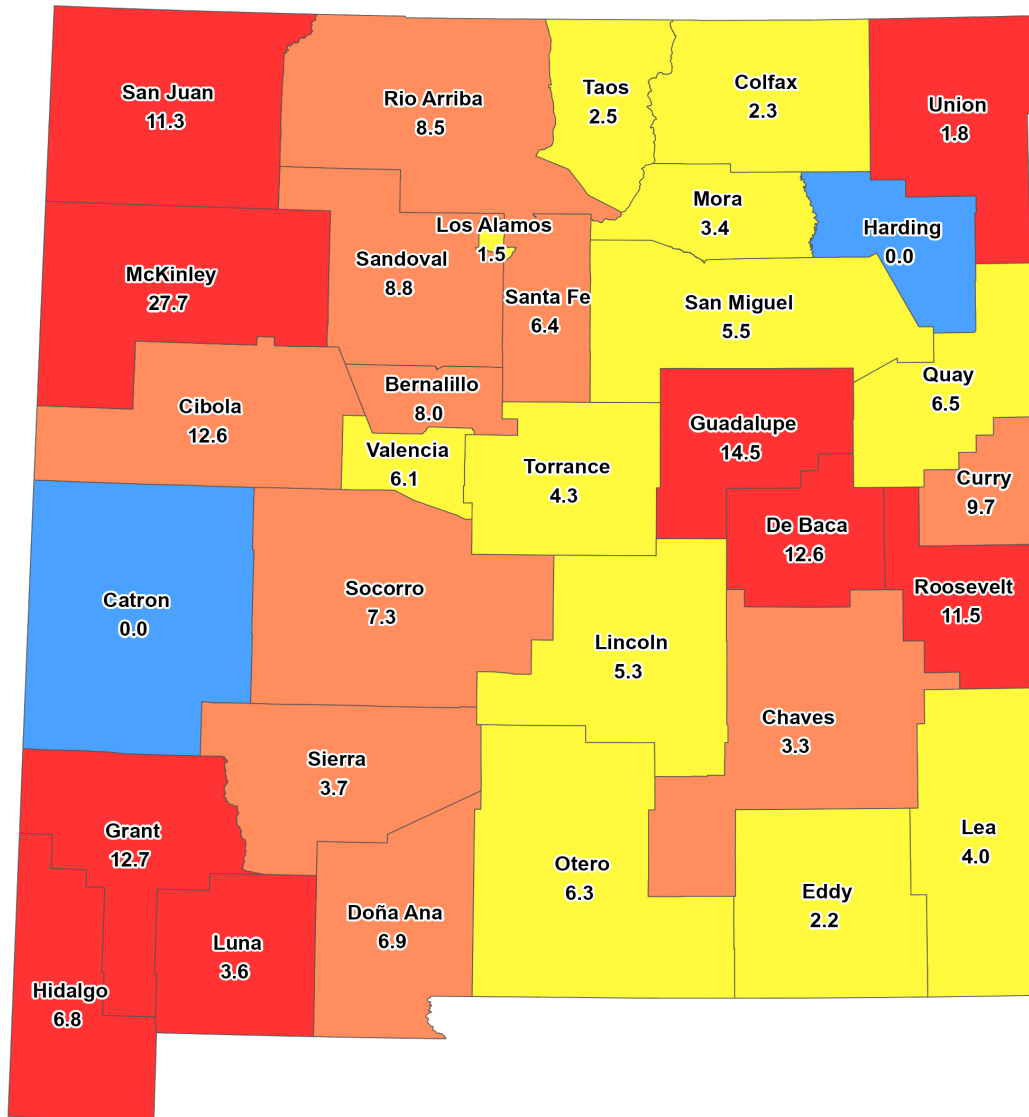 San Juan
11.3
Rio Arriba
8.5
Taos
2.5
Colfax
2.3
Union
1.8
Mora
3.4
Harding
0.0
Los Alamos
1.5
Sandoval
8.8
Santa Fe
6.4
McKinley
27.7
San Miguel
5.5
Quay
6.5
Bernalillo
8.0
Cibola
12.6
Valencia
6.1
Torrance
4.3
Guadalupe
14.5
Curry
9.7
De Baca
12.6
Roosevelt
11.5
Catron
0.0
Socorro
7.3
Lincoln
5.3
Chaves
3.3
Sierra
3.7
Grant
12.7
Otero
6.3
Lea
4.0
Eddy
2.2
Doña Ana
6.9
Luna
3.6
Hidalgo
6.8